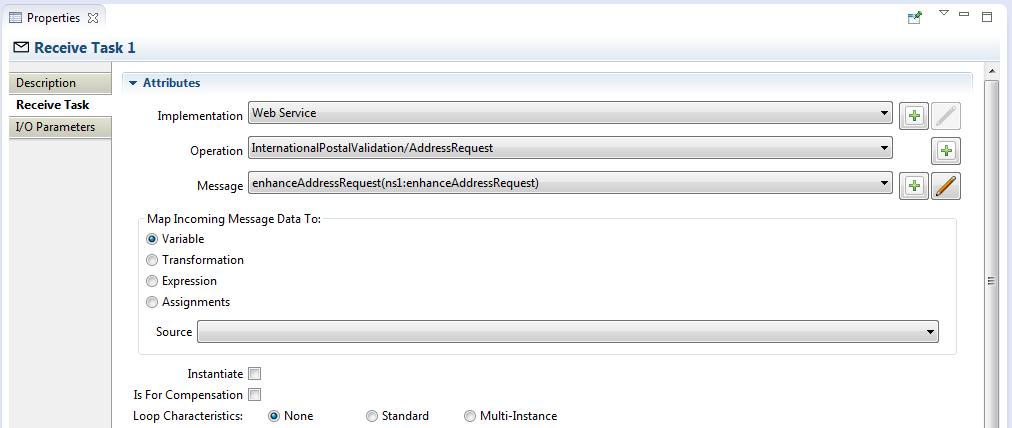 Properties
Receive Task 1
Description
Receive Task
I/O Parameters
Attributes
Implementation Web Service
Operation InternationalPostalValidation/AddressRequest
Message enhanceAddressRequest(ns1:enhanceAddressRequest)
Map Incoming Message Data To:
Variable
Transformation
Expression
Assignments
Source
Instantiate
Is For Compensation
Loop Characteristics: None Standard Multi-Instance